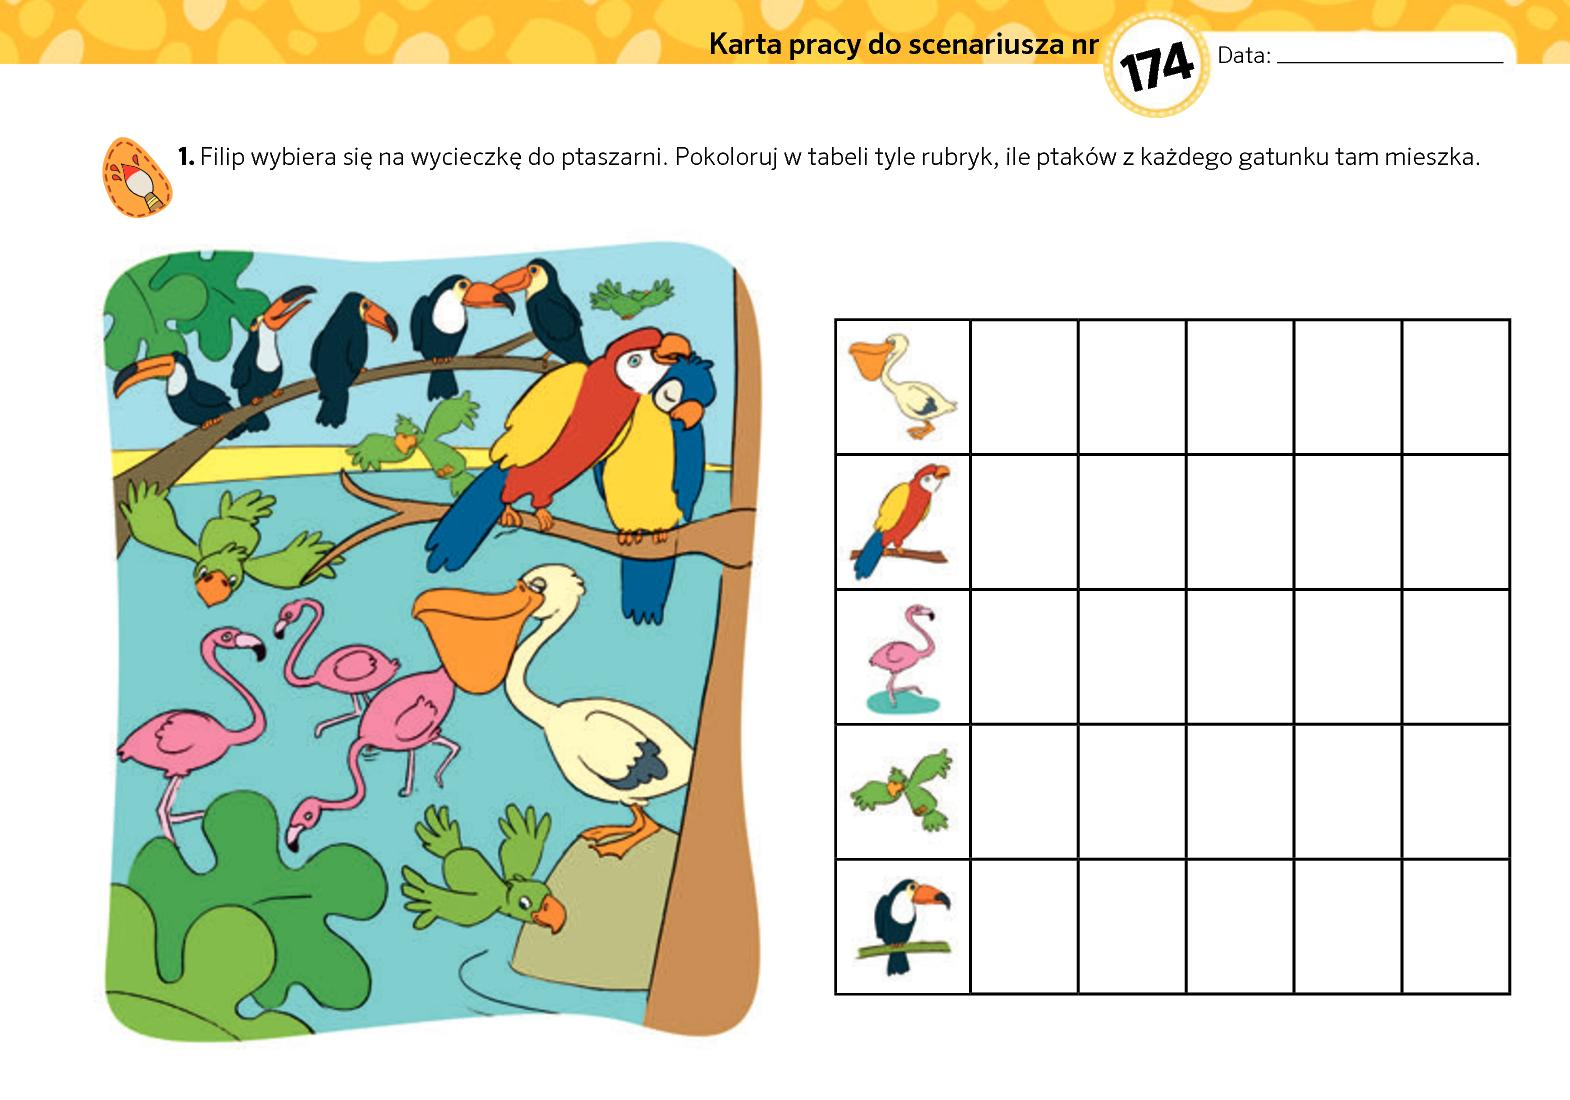 Karta pracy do scenariusza nr 174 Data:
1. Filip wybiera się na wycieczkę do ptaszarni. Pokoloruj w tabeli tyle rubryk, ile ptaków z każdego gatunku tam mieszka.